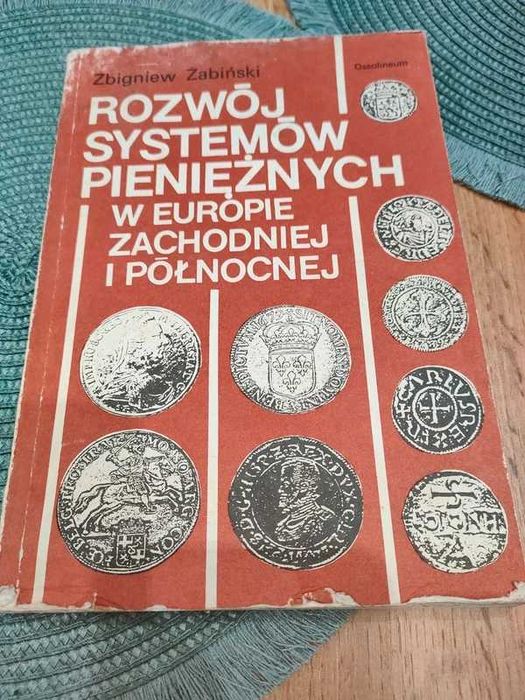 Zbigniew Żabiński
Ossolineum
ROZWÓJ
SYSTEMÓW
PIENIĘŻNYCH
W EUROPIE
ZACHODNIEJ
I PÓŁNOCNEJ